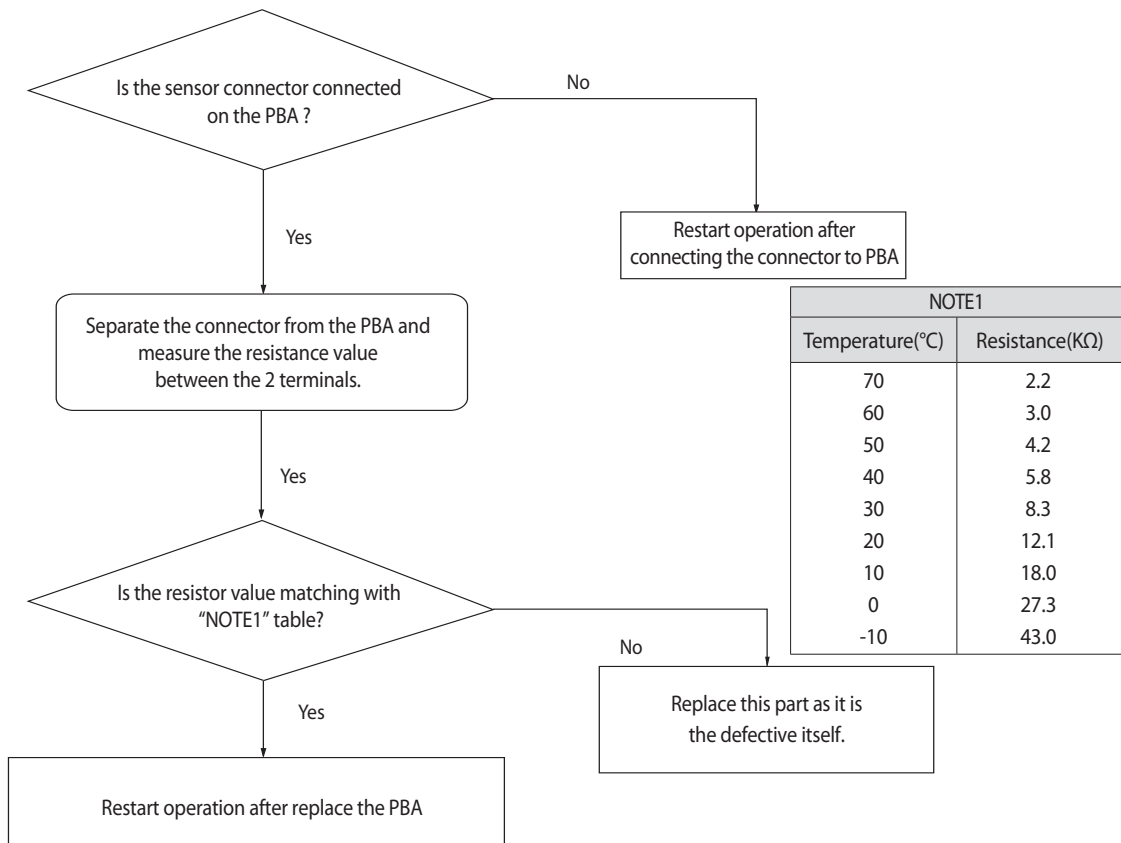 Is the sensor connector connected
on the PBA ?
No
Yes
Restart operation after
connecting the connector to PBA
Separate the connector from the PBA and
measure the resistance value
between the 2 terminals.
Yes
Is the resistor value matching with
“NOTE1” table?
No
Yes
Replace this part as it is
the defective itself.
Restart operation after replace the PBA
NOTE1
Temperature(°C) Resistance(KΩ)
70 2.2
60 3.0
50 4.2
40 5.8
30 8.3
20 12.1
10 18.0
0 27.3
-10 43.0